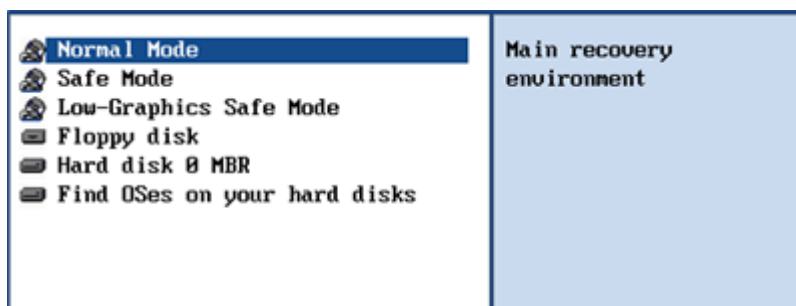 Normal Mode
Safe Mode
Low-Graphics Safe Mode
Floppy disk
Hard disk 0 MBR
Find OSes on your hard disks
Main recovery
environment